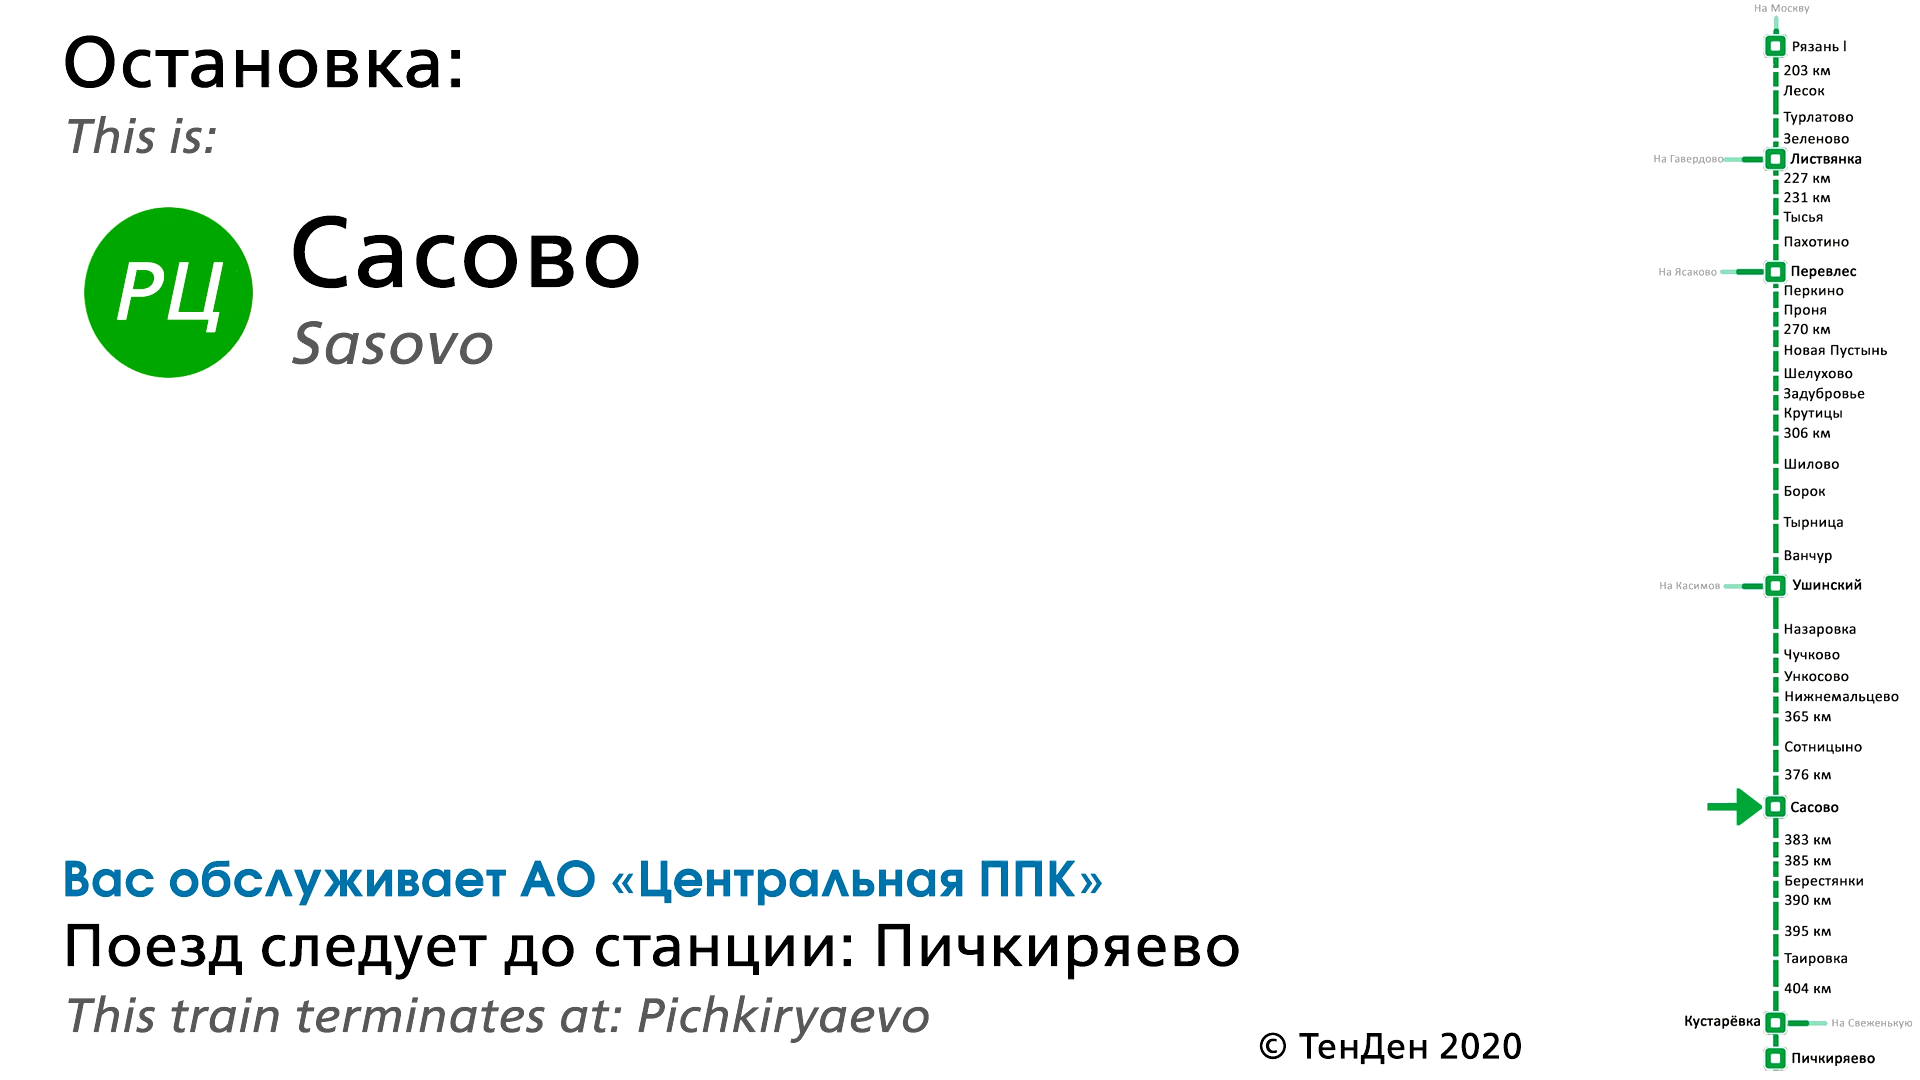 Остановка:
This is:
РЦ
Сасово
Sasovo
Вас обслуживает АО «Центральная ППК»
Поезд следует до станции: Пичкиряево
This train terminates at: Pichkiryaevo
© ТенДен 2020
На Москву
Рязань I
203 км
Лесок
Турлатово
Зеленово
На Гавердово
Листвянка
227 км
231 км
Тысья
Пахотино
На Ясаково
Перевлес
Перкино
Проня
270 км
Новая Пустынь
Шелухово
Задубровье
Крутицы
306 км
Шилово
Борок
Тырница
Ванчур
На Касимов
Ушинский
Назаровка
Чучково
Ункосово
Нижнемальцево
365 км
Сотницыно
376 км
Сасово
383 км
385 км
Берестянки
390 км
395 км
Таировка
404 км
Кустарёвка
На Свеженькую
Пичкиряево